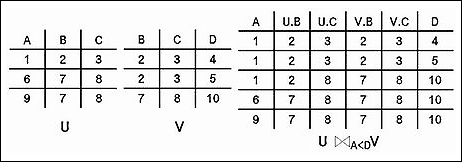 A B C
1 2 3
6 7 8
9 7 8
U
B C D
2 3 4
2 3 5
7 8 10
V
A U.B U.C V.B V.C D
1 2 3 2 3 4
1 2 3 2 3 5
1 2 8 7 8 10
6 7 8 7 8 10
9 7 8 7 8 10
U ⋈A<DV